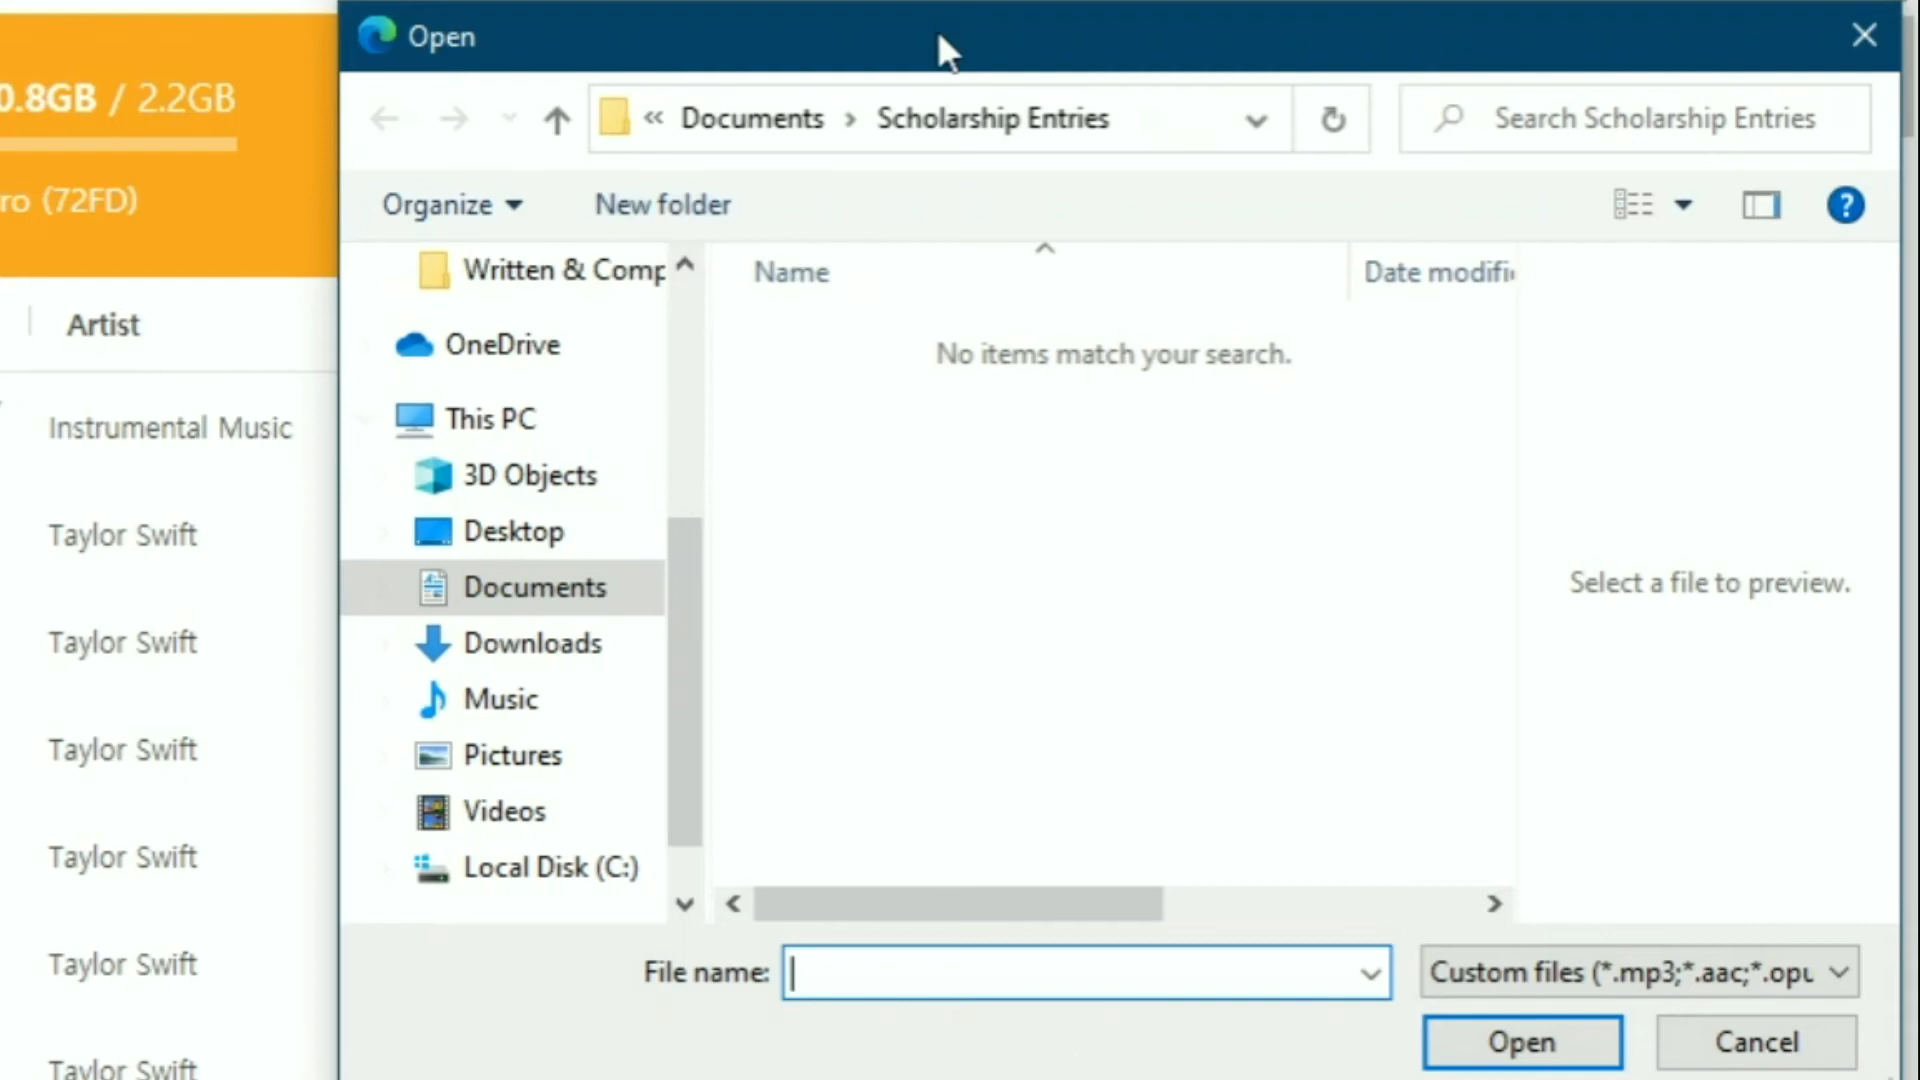 Open
0.8GB / 2.2GB
ro (72FD)
« Documents > Scholarship Entries
Search Scholarship Entries
Organize
New folder
?
Written & Comp
OneDrive
This PC
3D Objects
Desktop
Documents
Downloads
Music
Pictures
Videos
Local Disk (C:)
Name
Date modifi
No items match your search.
Select a file to preview.
Artist
Instrumental Music
Taylor Swift
Taylor Swift
Taylor Swift
Taylor Swift
Taylor Swift
Taylor Swift
File name:
Custom files (*.mp3;*.aac;*.opu
Open
Cancel